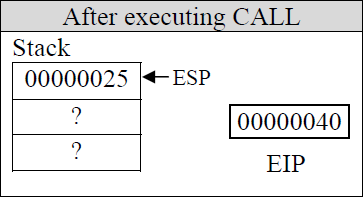 After executing CALL
Stack
00000025
ESP
?
00000040
?
EIP